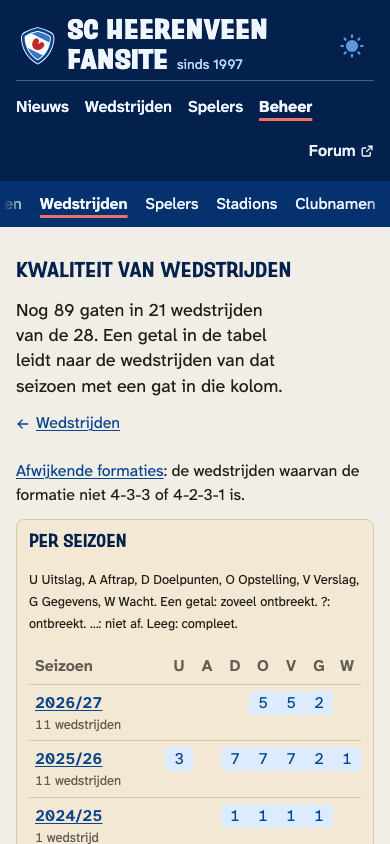 SC HEERENVEEN
FANSITE sinds 1997
Nieuws Wedstrijden Spelers Beheer
Forum
en Wedstrijden Spelers Stadions Clubnamen
KWALITEIT VAN WEDSTRIJDEN
Nog 89 gaten in 21 wedstrijden
van de 28. Een getal in de tabel
leidt naar de wedstrijden van dat
seizoen met een gat in die kolom.
← Wedstrijden
Afwijkende formaties: de wedstrijden waarvan de
formatie niet 4-3-3 of 4-2-3-1 is.
PER SEIZOEN
U Uitslag, A Aftrap, D Doelpunten, O Opstelling, V Verslag,
G Gegevens, W Wacht. Een getal: zoveel ontbreekt. ?:
ontbreekt. …: niet af. Leeg: compleet.
Seizoen U A D O V G W
2026/27 5 5 2
11 wedstrijden
2025/26 3 7 7 7 2 1
11 wedstrijden
2024/25 1 1 1 1
1 wedstrijd